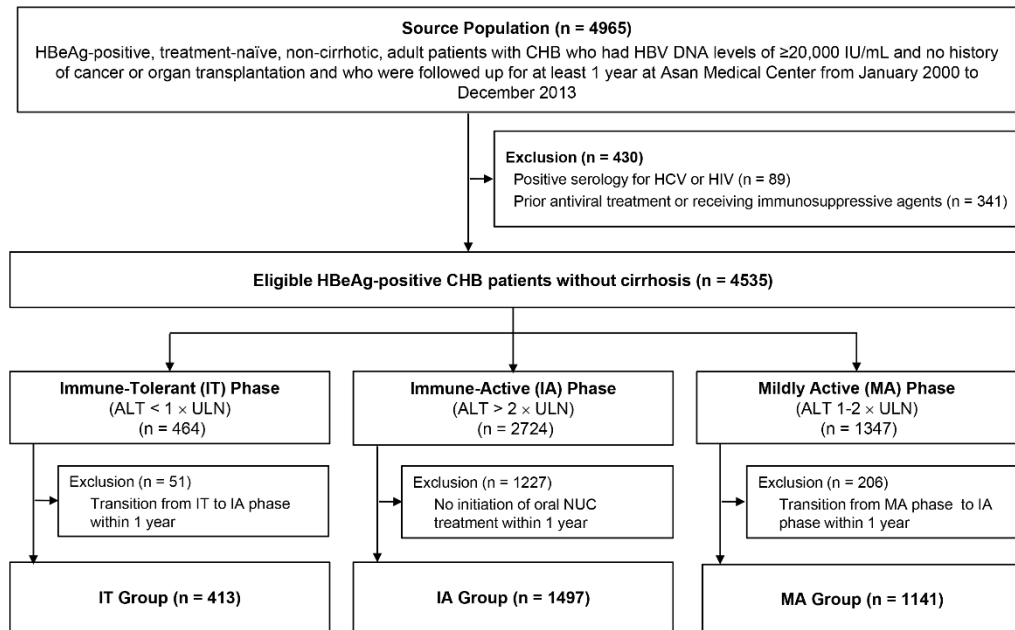 Source Population (n = 4965)
HBeAg-positive, treatment-naïve, non-cirrhotic, adult patients with CHB who had HBV DNA levels of ≥20,000 IU/mL and no history
of cancer or organ transplantation and who were followed up for at least 1 year at Asan Medical Center from January 2000 to
December 2013
Exclusion (n = 430)
Positive serology for HCV or HIV (n = 89)
Prior antiviral treatment or receiving immunosuppressive agents (n = 341)
Eligible HBeAg-positive CHB patients without cirrhosis (n = 4535)
Immune-Tolerant (IT) Phase
(ALT < 1 × ULN)
(n = 464)
Immune-Active (IA) Phase
(ALT > 2 × ULN)
(n = 2724)
Mildly Active (MA) Phase
(ALT 1-2 × ULN)
(n = 1347)
Exclusion (n = 51)
Transition from IT to IA phase
within 1 year
Exclusion (n = 1227)
No initiation of oral NUC
treatment within 1 year
Exclusion (n = 206)
Transition from MA phase to IA
phase within 1 year
IT Group (n = 413)
IA Group (n = 1497)
MA Group (n = 1141)